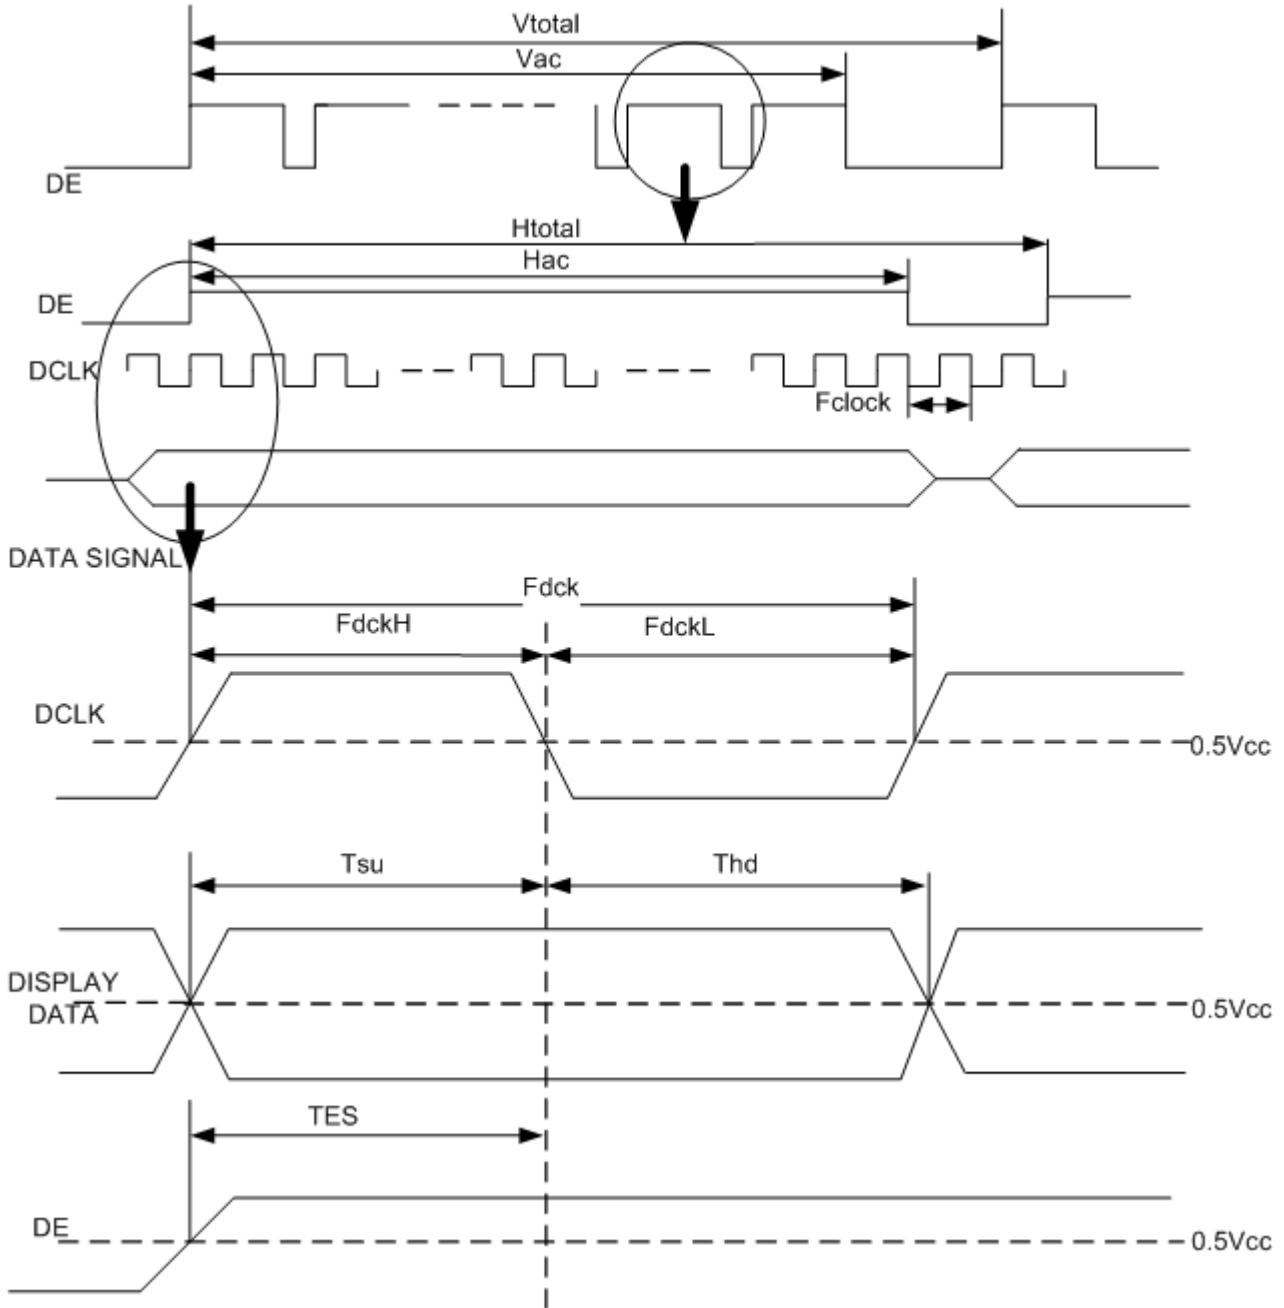 Vtotal
Vac
DE
Htotal
Hac
DE
DCLK
Fclock
DATA SIGNAL
Fdck
FdckH
FdckL
DCLK
0.5Vcc
Tsu
Thd
DISPLAY
DATA
0.5Vcc
TES
DE
0.5Vcc